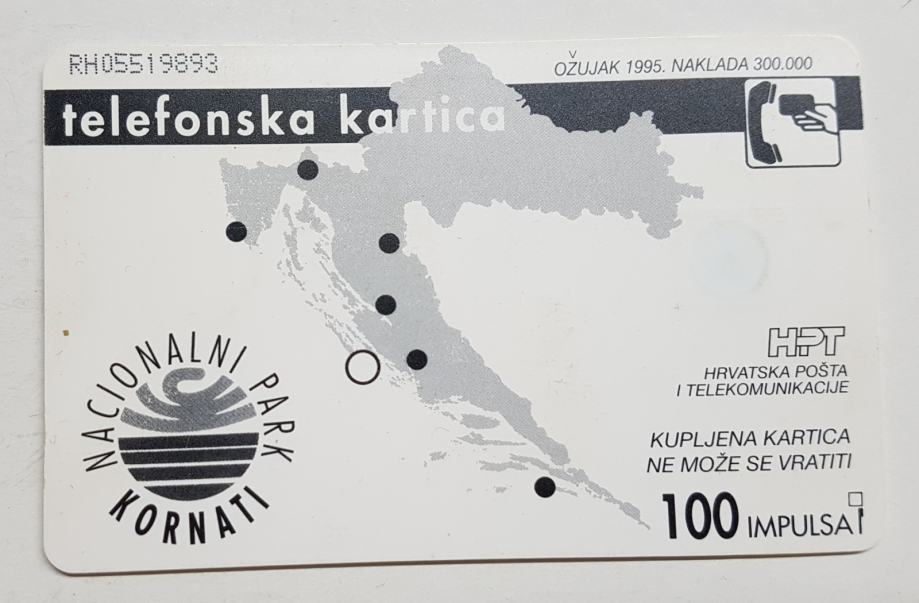 RH05519893
OŽUJAK 1995. NAKLADA 300.000
telefonska kartica
NACIONALNI PARK
KORNATI
HPT
HRVATSKA POŠTA
I TELEKOMUNIKACIJE
KUPLJENA KARTICA
NE MOŽE SE VRATITI
100 IMPULSA